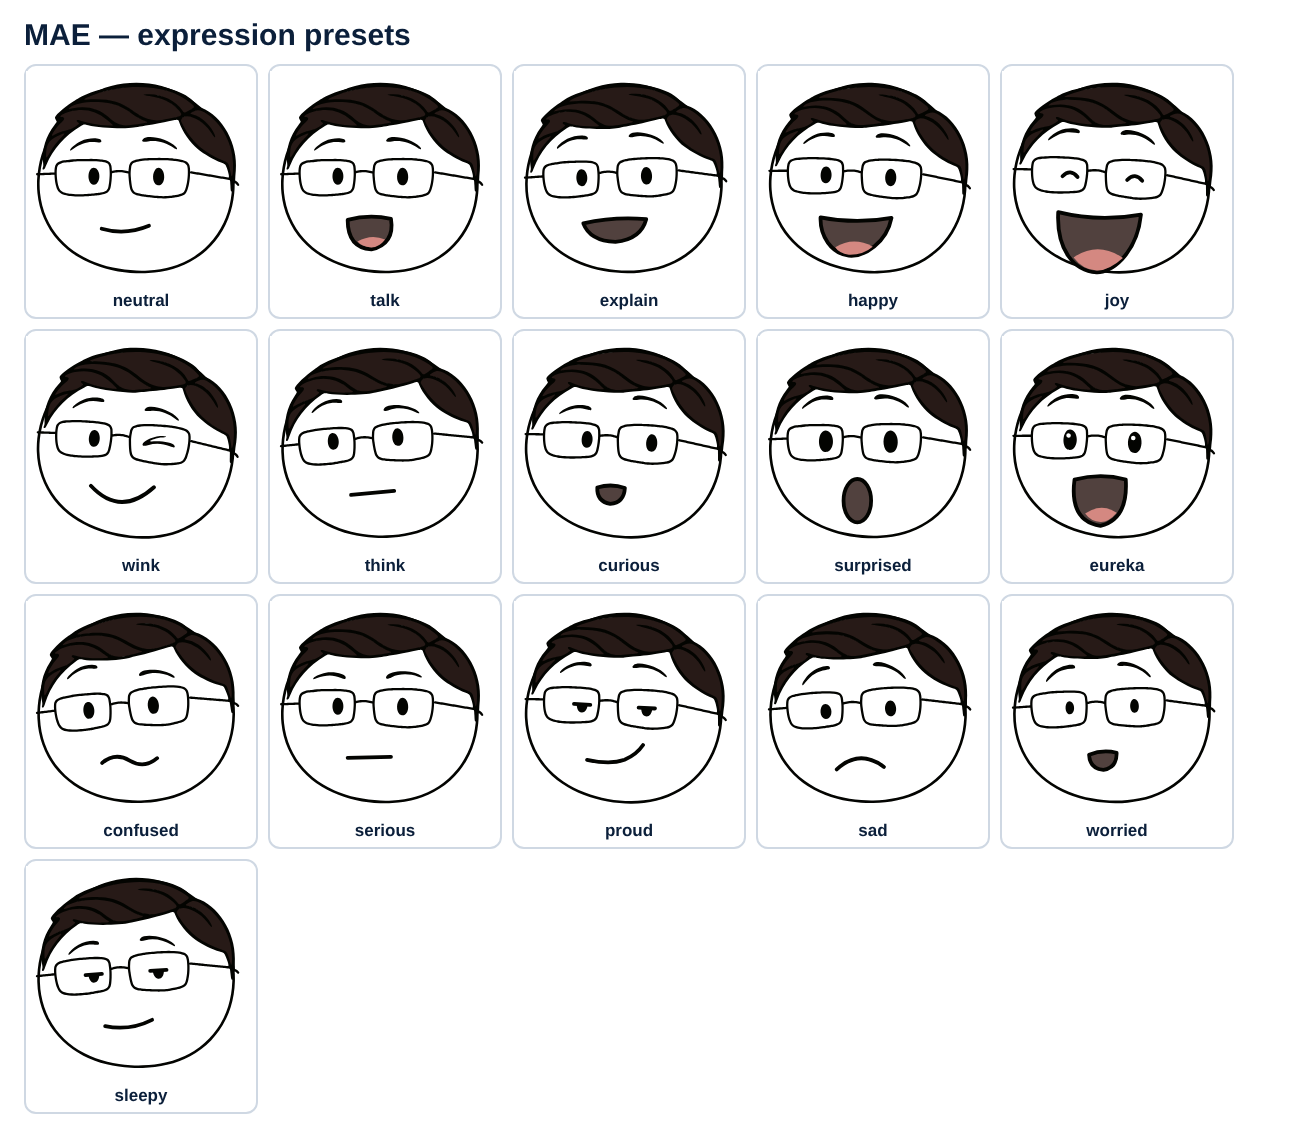 MAE — expression presets
neutral
talk
explain
happy
joy
wink
think
curious
surprised
eureka
confused
serious
proud
sad
worried
sleepy